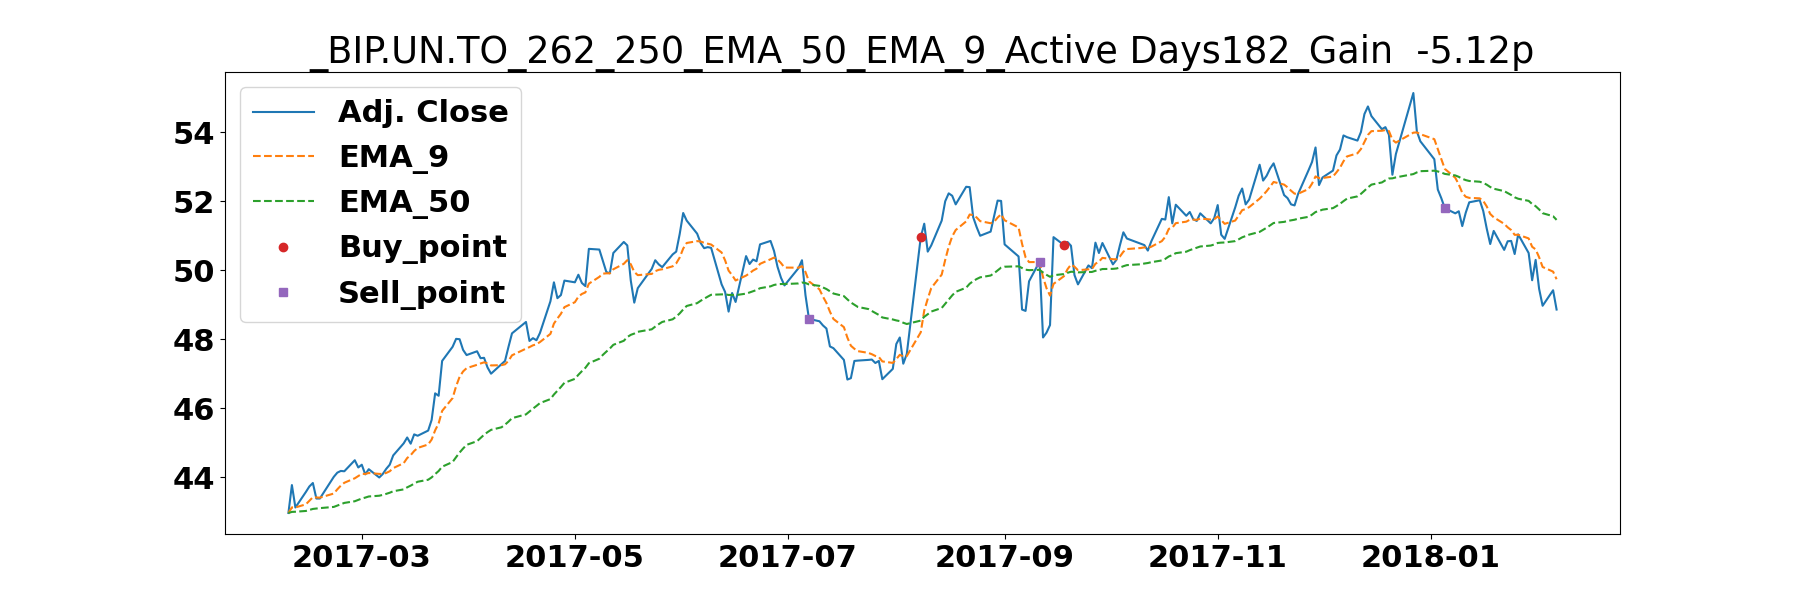 _BIP.UN.TO_262_250_EMA_50_EMA_9_Active Days182_Gain  -5.12p
Adj. Close
EMA_9
EMA_50
Buy_point
Sell_point
54
52
50
48
46
44
2017-03 2017-05 2017-07 2017-09 2017-11 2018-01